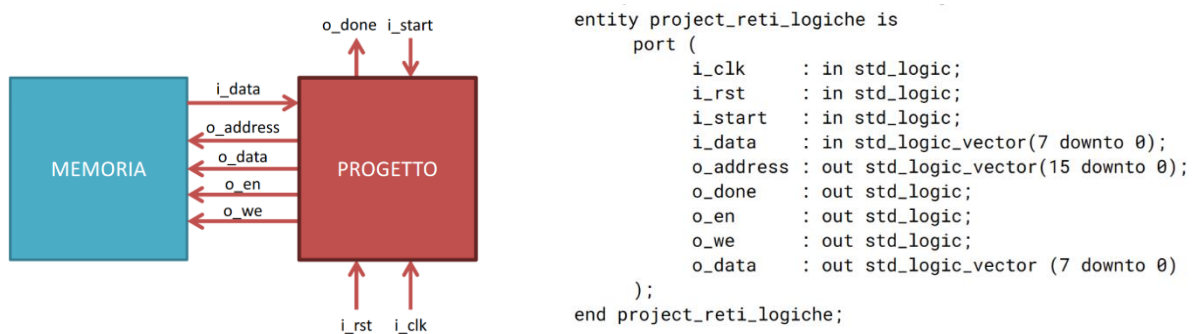 o_done i_start
i_data
o_address
o_data
o_en
o_we
MEMORIA
PROGETTO
i_rst i_clk
entity project_reti_logiche is
port (
i_clk : in std_logic;
i_rst : in std_logic;
i_start : in std_logic;
i_data : in std_logic_vector(7 downto 0);
o_address : out std_logic_vector(15 downto 0);
o_done : out std_logic;
o_en : out std_logic;
o_we : out std_logic;
o_data : out std_logic_vector (7 downto 0)
);
end project_reti_logiche;